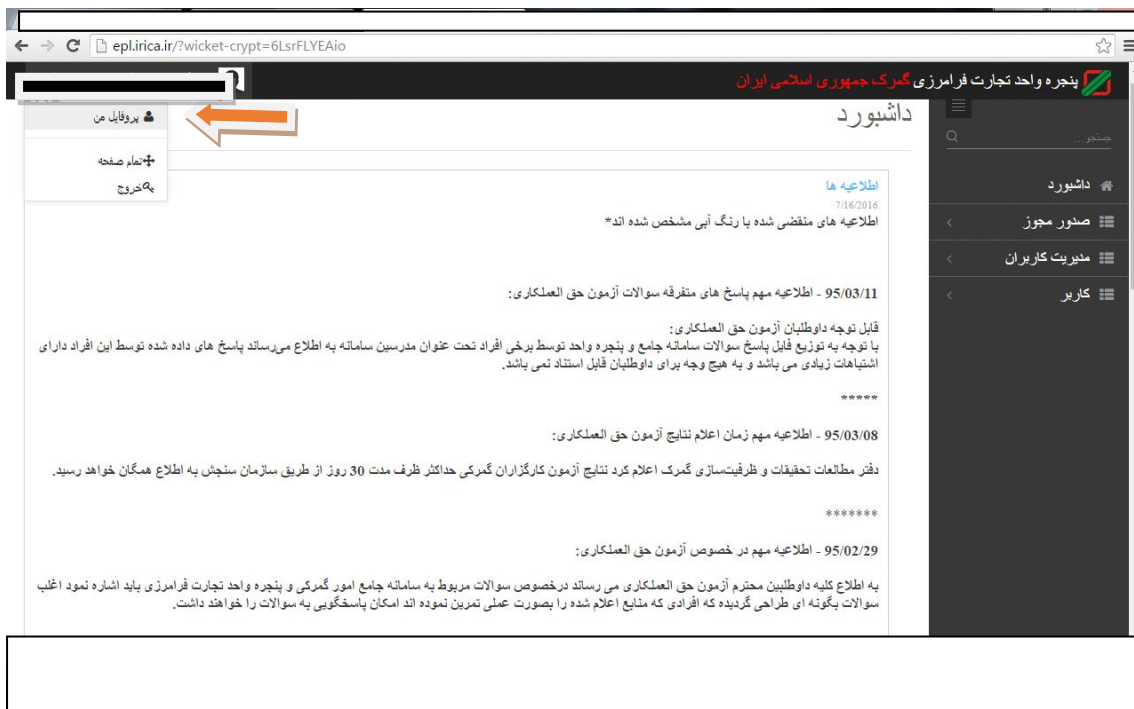 epl.irica.ir/?wicket-crypt=6LsrFLYEAio
پنجره واحد تجارت فرامرزی گمرک جمهوری اسلامی ایران
جستجو...
داشبورد
صدور مجوز
مدیریت کاربران
کاربر
پروفایل من
تمام صفحه
خروج
داشبورد
اطلاعیه ها
7/16/2016
اطلاعیه های منقضی شده با رنگ آبی مشخص شده اند*
95/03/11 - اطلاعیه مهم پاسخ های متفرقه سوالات آزمون حق العملکاری:
قابل توجه داوطلبان آزمون حق العملکاری:
با توجه به توزیع فایل پاسخ سوالات سامانه جامع و پنجره واحد توسط برخی افراد تحت عنوان مدرسین سامانه به اطلاع می‌رساند پاسخ های داده شده توسط این افراد دارای
اشتباهات زیادی می باشد و به هیچ وجه برای داوطلبان قابل استناد نمی باشد.
*****
95/03/08 - اطلاعیه مهم زمان اعلام نتایج آزمون حق العملکاری:
دفتر مطالعات تحقیقات و ظرفیت‌سازی گمرک اعلام کرد نتایج آزمون کارگزاران گمرکی حداکثر ظرف مدت 30 روز از طریق سازمان سنجش به اطلاع همگان خواهد رسید.
*******
95/02/29 - اطلاعیه مهم در خصوص آزمون حق العملکاری:
به اطلاع کلیه داوطلبین محترم آزمون حق العملکاری می رساند درخصوص سوالات مربوط به سامانه جامع امور گمرکی و پنجره واحد تجارت فرامرزی باید اشاره نمود اغلب
سوالات بگونه ای طراحی گردیده که افرادی که منابع اعلام شده را بصورت عملی تمرین نموده اند امکان پاسخگویی به سوالات را خواهند داشت.